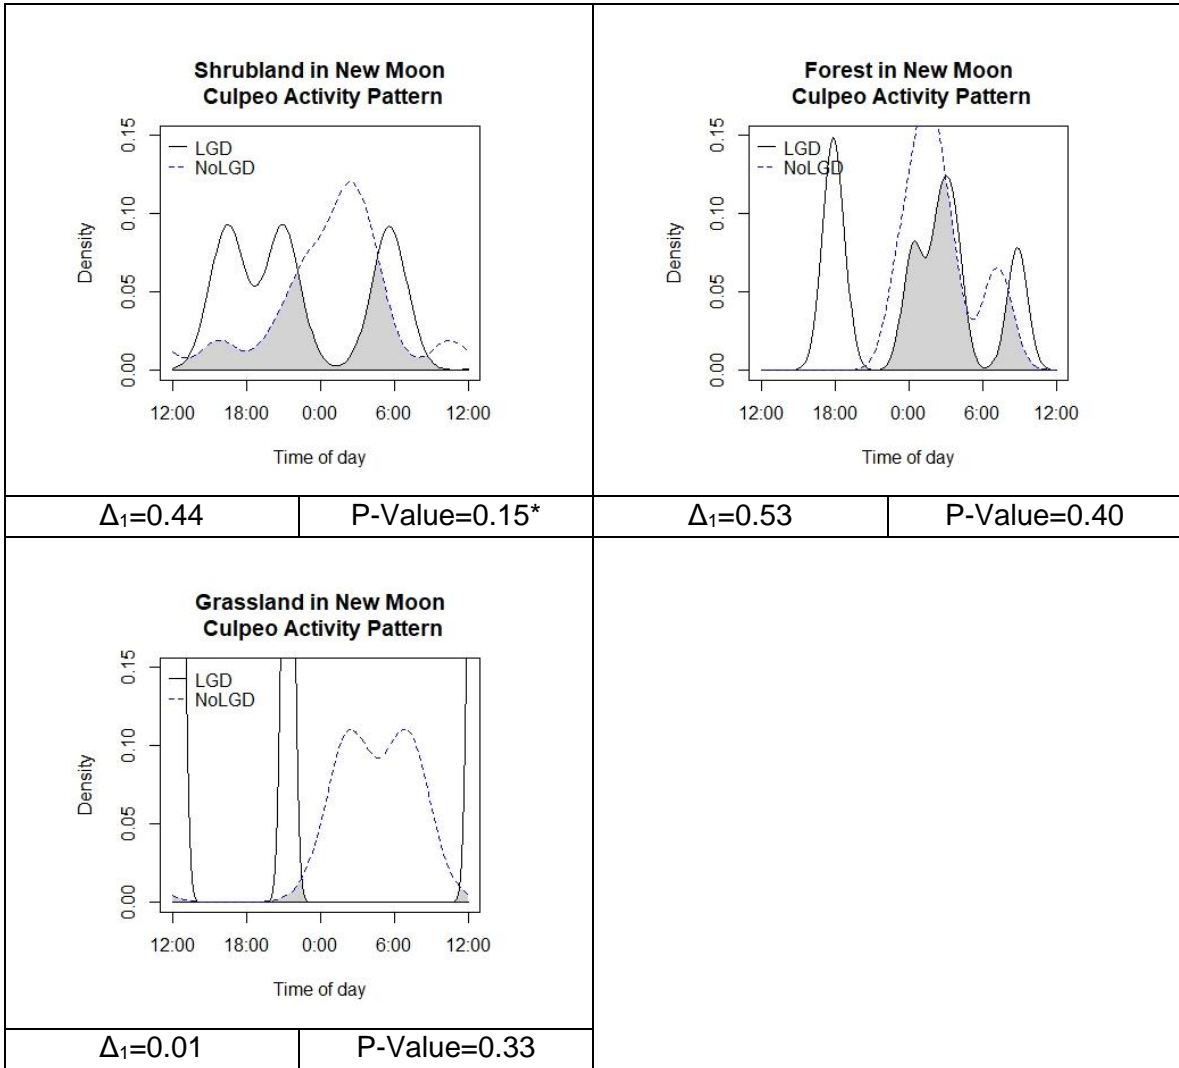 Shrubland in New Moon
Culpeo Activity Pattern
LGD
NoLGD
Density
0.00 0.05 0.10 0.15
12:00 18:00 0:00 6:00 12:00
Time of day
Δ₁=0.44 P-Value=0.15*
Forest in New Moon
Culpeo Activity Pattern
LGD
NoLGD
Density
0.00 0.05 0.10 0.15
12:00 18:00 0:00 6:00 12:00
Time of day
Δ₁=0.53 P-Value=0.40
Grassland in New Moon
Culpeo Activity Pattern
LGD
NoLGD
Density
0.00 0.05 0.10 0.15
12:00 18:00 0:00 6:00 12:00
Time of day
Δ₁=0.01 P-Value=0.33